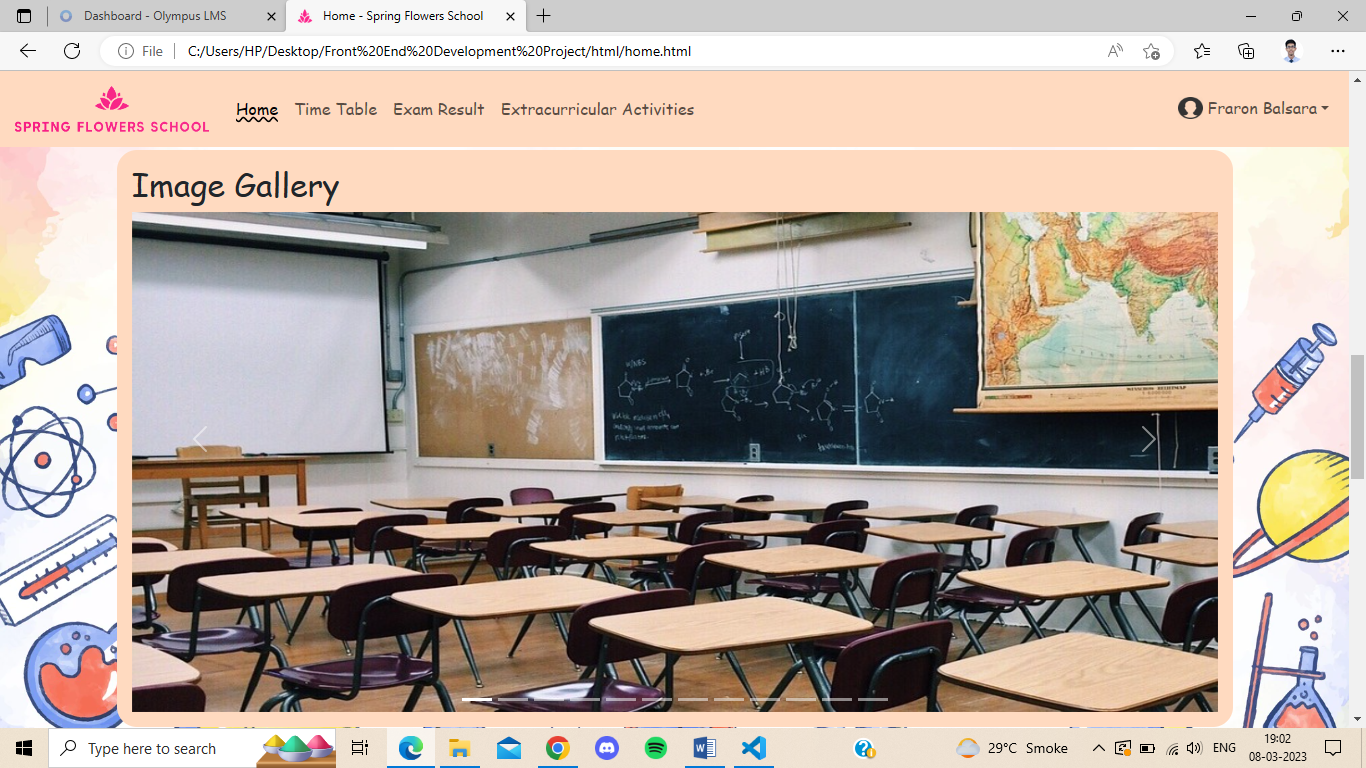 Dashboard - Olympus LMS
Home - Spring Flowers School
File
C:/Users/HP/Desktop/Front%20End%20Development%20Project/html/home.html
SPRING FLOWERS SCHOOL
Home
Time Table
Exam Result
Extracurricular Activities
Fraron Balsara
Image Gallery
Type here to search
29°C Smoke
ENG
19:02
08-03-2023